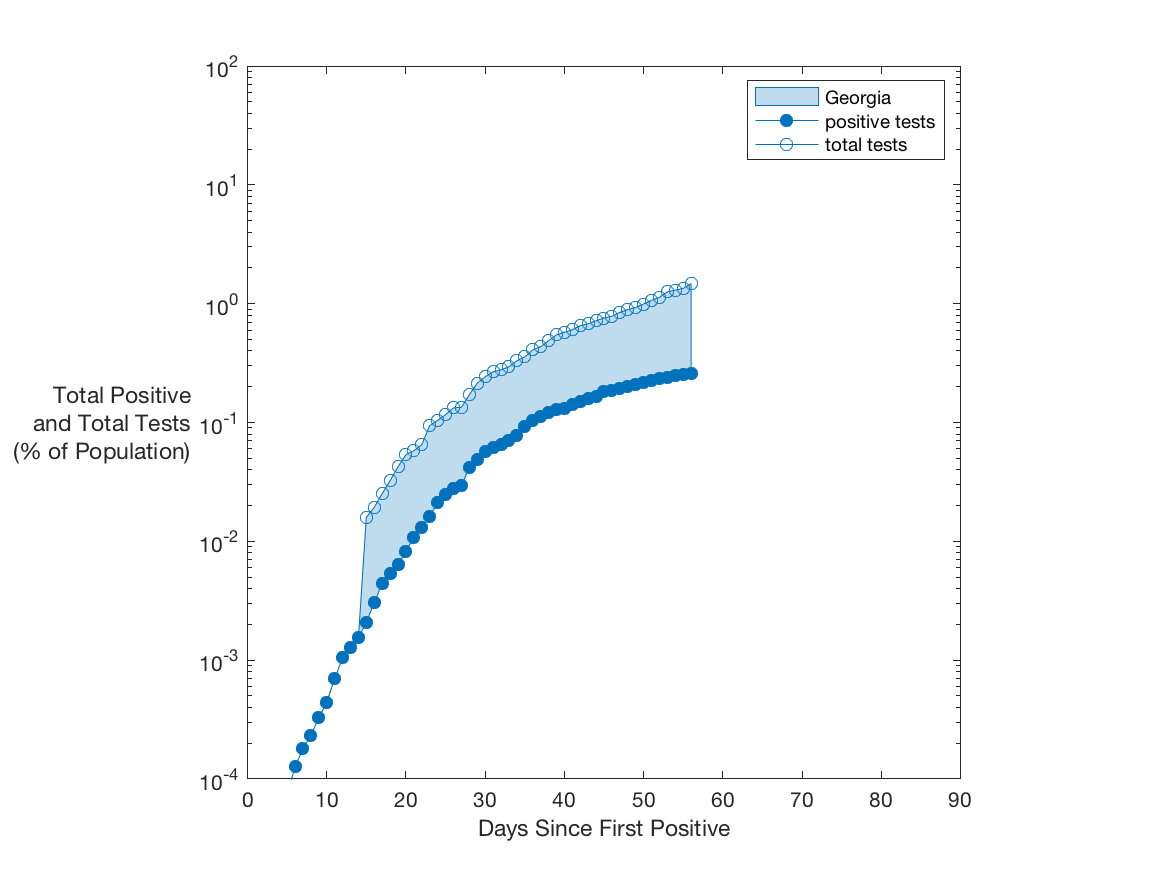 10^2
10^1
10^0
10^-1
10^-2
10^-3
10^-4
Total Positive
and Total Tests
(% of Population)
Georgia
positive tests
total tests
0 10 20 30 40 50 60 70 80 90
Days Since First Positive